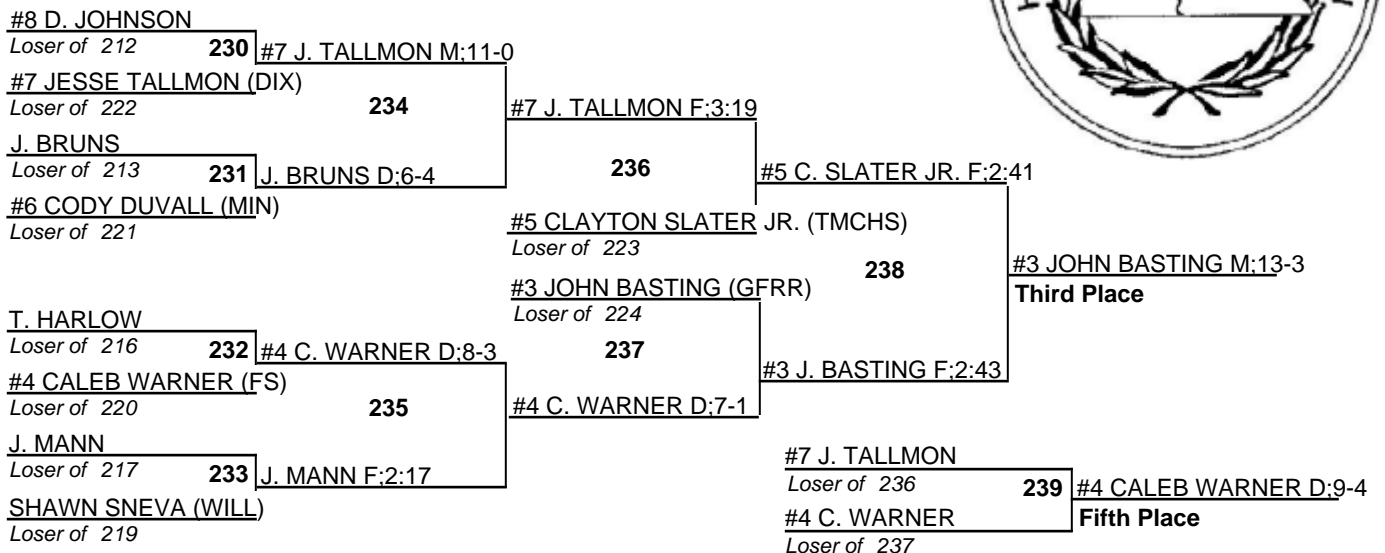 #8 D. JOHNSON
Loser of 212
230
#7 J. TALLMON M;11-0
#7 JESSE TALLMON (DIX)
Loser of 222
234
#7 J. TALLMON F;3:19
J. BRUNS
Loser of 213
231
J. BRUNS D;6-4
236
#5 C. SLATER JR. F;2:41
#6 CODY DUVALL (MIN)
Loser of 221
#5 CLAYTON SLATER JR. (TMCHS)
Loser of 223
238
#3 JOHN BASTING M;13-3
Third Place
#3 JOHN BASTING (GFRR)
Loser of 224
T. HARLOW
Loser of 216
232
#4 C. WARNER D;8-3
237
#3 J. BASTING F;2:43
#4 CALEB WARNER (FS)
Loser of 220
235
#4 C. WARNER D;7-1
J. MANN
Loser of 217
233
J. MANN F;2:17
SHAWN SNEVA (WILL)
Loser of 219
#7 J. TALLMON
Loser of 236
239
#4 CALEB WARNER D;9-4
Fifth Place
#4 C. WARNER
Loser of 237